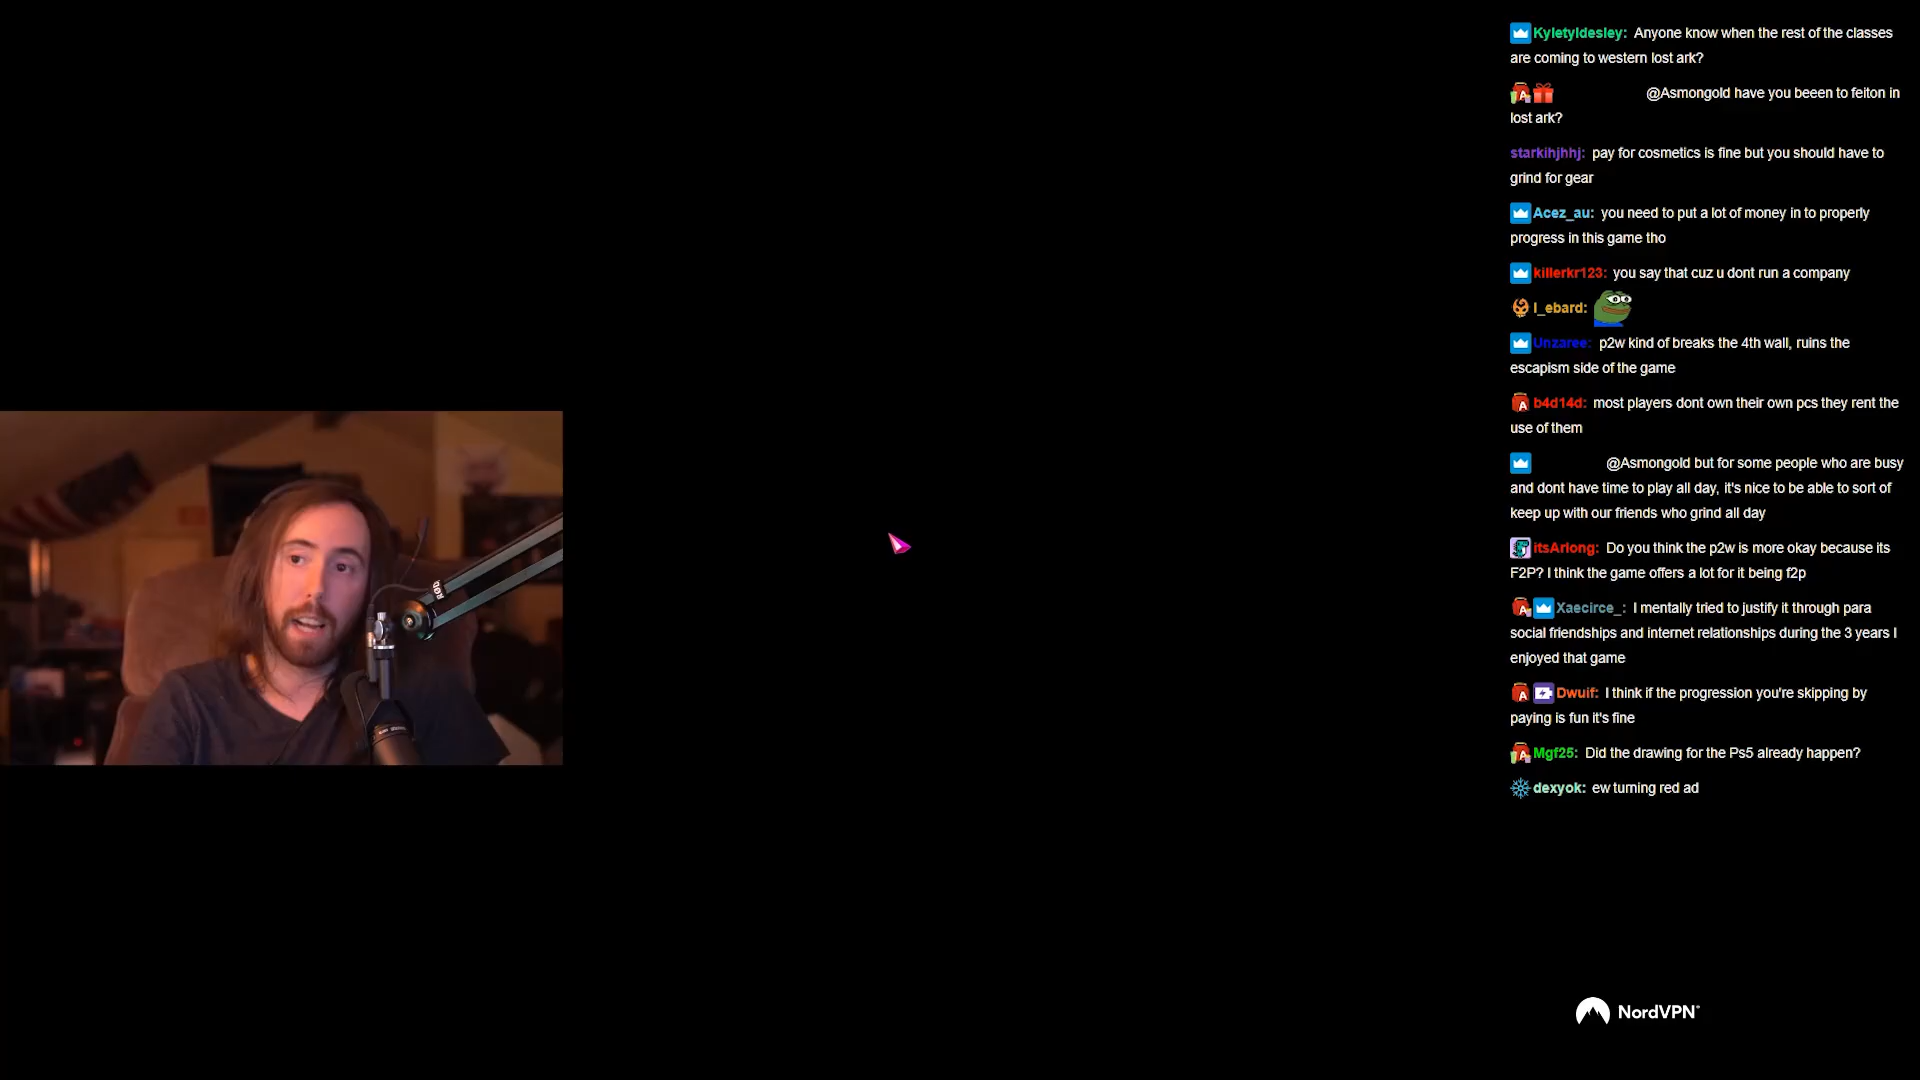 Kyletyldesley: Anyone know when the rest of the classes
are coming to western lost ark?
@Asmongold have you beeen to feiton in
lost ark?
starkihjhhj: pay for cosmetics is fine but you should have to
grind for gear
Acez_au: you need to put a lot of money in to properly
progress in this game tho
killerkr123: you say that cuz u dont run a company
l_ebard:
Unzaree: p2w kind of breaks the 4th wall, ruins the
escapism side of the game
b4d14d: most players dont own their own pcs they rent the
use of them
@Asmongold but for some people who are busy
and dont have time to play all day, it's nice to be able to sort of
keep up with our friends who grind all day
itsArlong: Do you think the p2w is more okay because its
F2P? I think the game offers a lot for it being f2p
Xaecirce_: I mentally tried to justify it through para
social friendships and internet relationships during the 3 years I
enjoyed that game
Dwuif: I think if the progression you're skipping by
paying is fun it's fine
Mgf25: Did the drawing for the Ps5 already happen?
dexyok: ew turning red ad
RØDE
NordVPN®